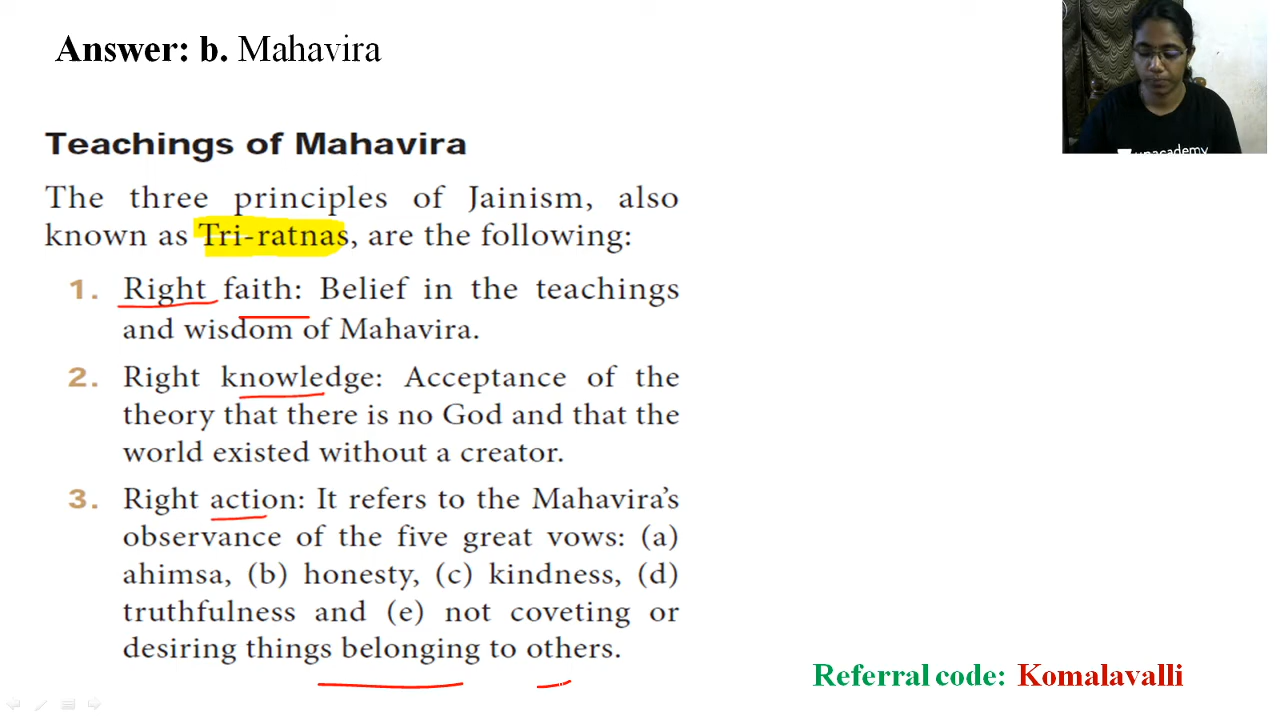 Answer: b. Mahavira
Teachings of Mahavira
The three principles of Jainism, also
known as Tri-ratnas, are the following:
1. Right faith: Belief in the teachings
and wisdom of Mahavira.
2. Right knowledge: Acceptance of the
theory that there is no God and that the
world existed without a creator.
3. Right action: It refers to the Mahavira's
observance of the five great vows: (a)
ahimsa, (b) honesty, (c) kindness, (d)
truthfulness and (e) not coveting or
desiring things belonging to others.
unacademy
Referral code: Komalavalli